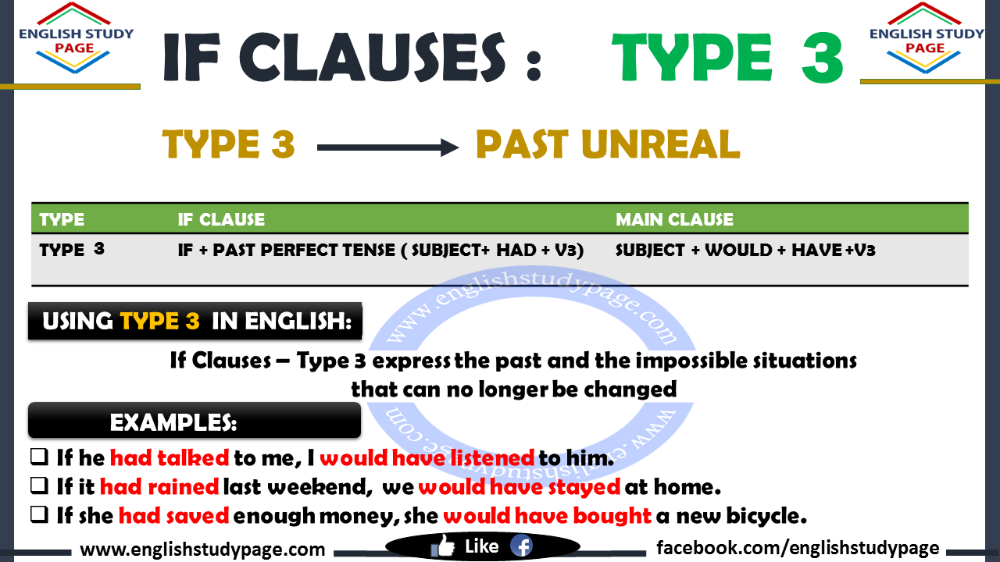 ENGLISH STUDY
PAGE
IF CLAUSES : TYPE 3
ENGLISH STUDY
PAGE
TYPE 3 PAST UNREAL
TYPE IF CLAUSE MAIN CLAUSE
TYPE 3 IF + PAST PERFECT TENSE ( SUBJECT+ HAD + V3) SUBJECT + WOULD + HAVE +V3
www.englishstudypage.com
USING TYPE 3 IN ENGLISH:
If Clauses – Type 3 express the past and the impossible situations
that can no longer be changed
EXAMPLES:
www.englishstudypage.com
If he had talked to me, I would have listened to him.
If it had rained last weekend, we would have stayed at home.
If she had saved enough money, she would have bought a new bicycle.
www.englishstudypage.com Like f facebook.com/englishstudypage